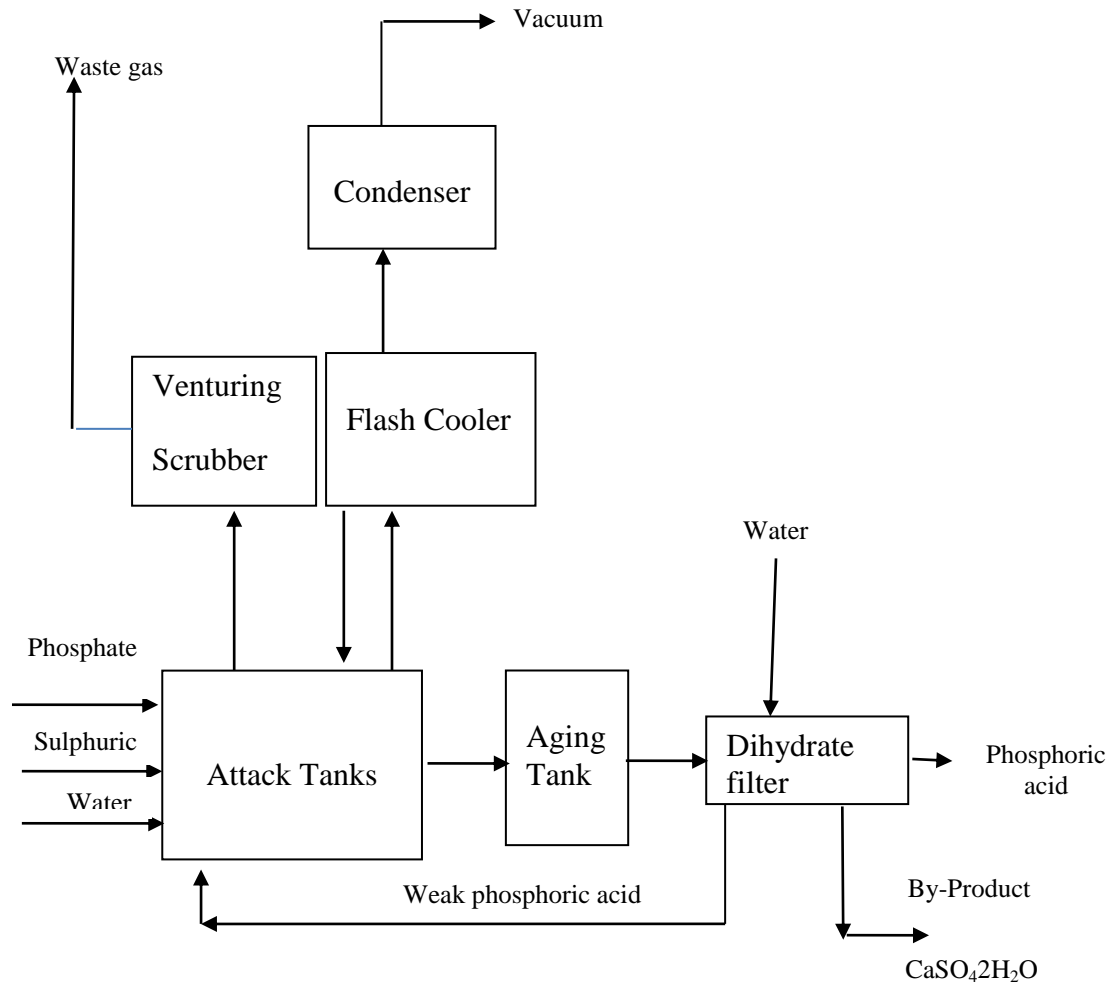 Vacuum
Waste gas
Condenser
Venturing
Scrubber
Flash Cooler
Water
Phosphate
Sulphuric
Water
Attack Tanks
Aging
Tank
Dihydrate
filter
Phosphoric
acid
Weak phosphoric acid
By-Product
CaSO₄2H₂O